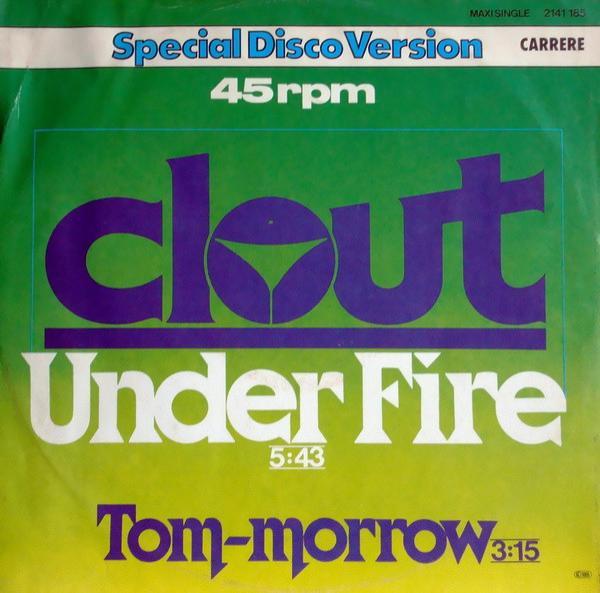 MAXISINGLE 2141 185
Special Disco Version CARRERE
45 rpm
clout
Under Fire
5:43
Tom-morrow 3:15